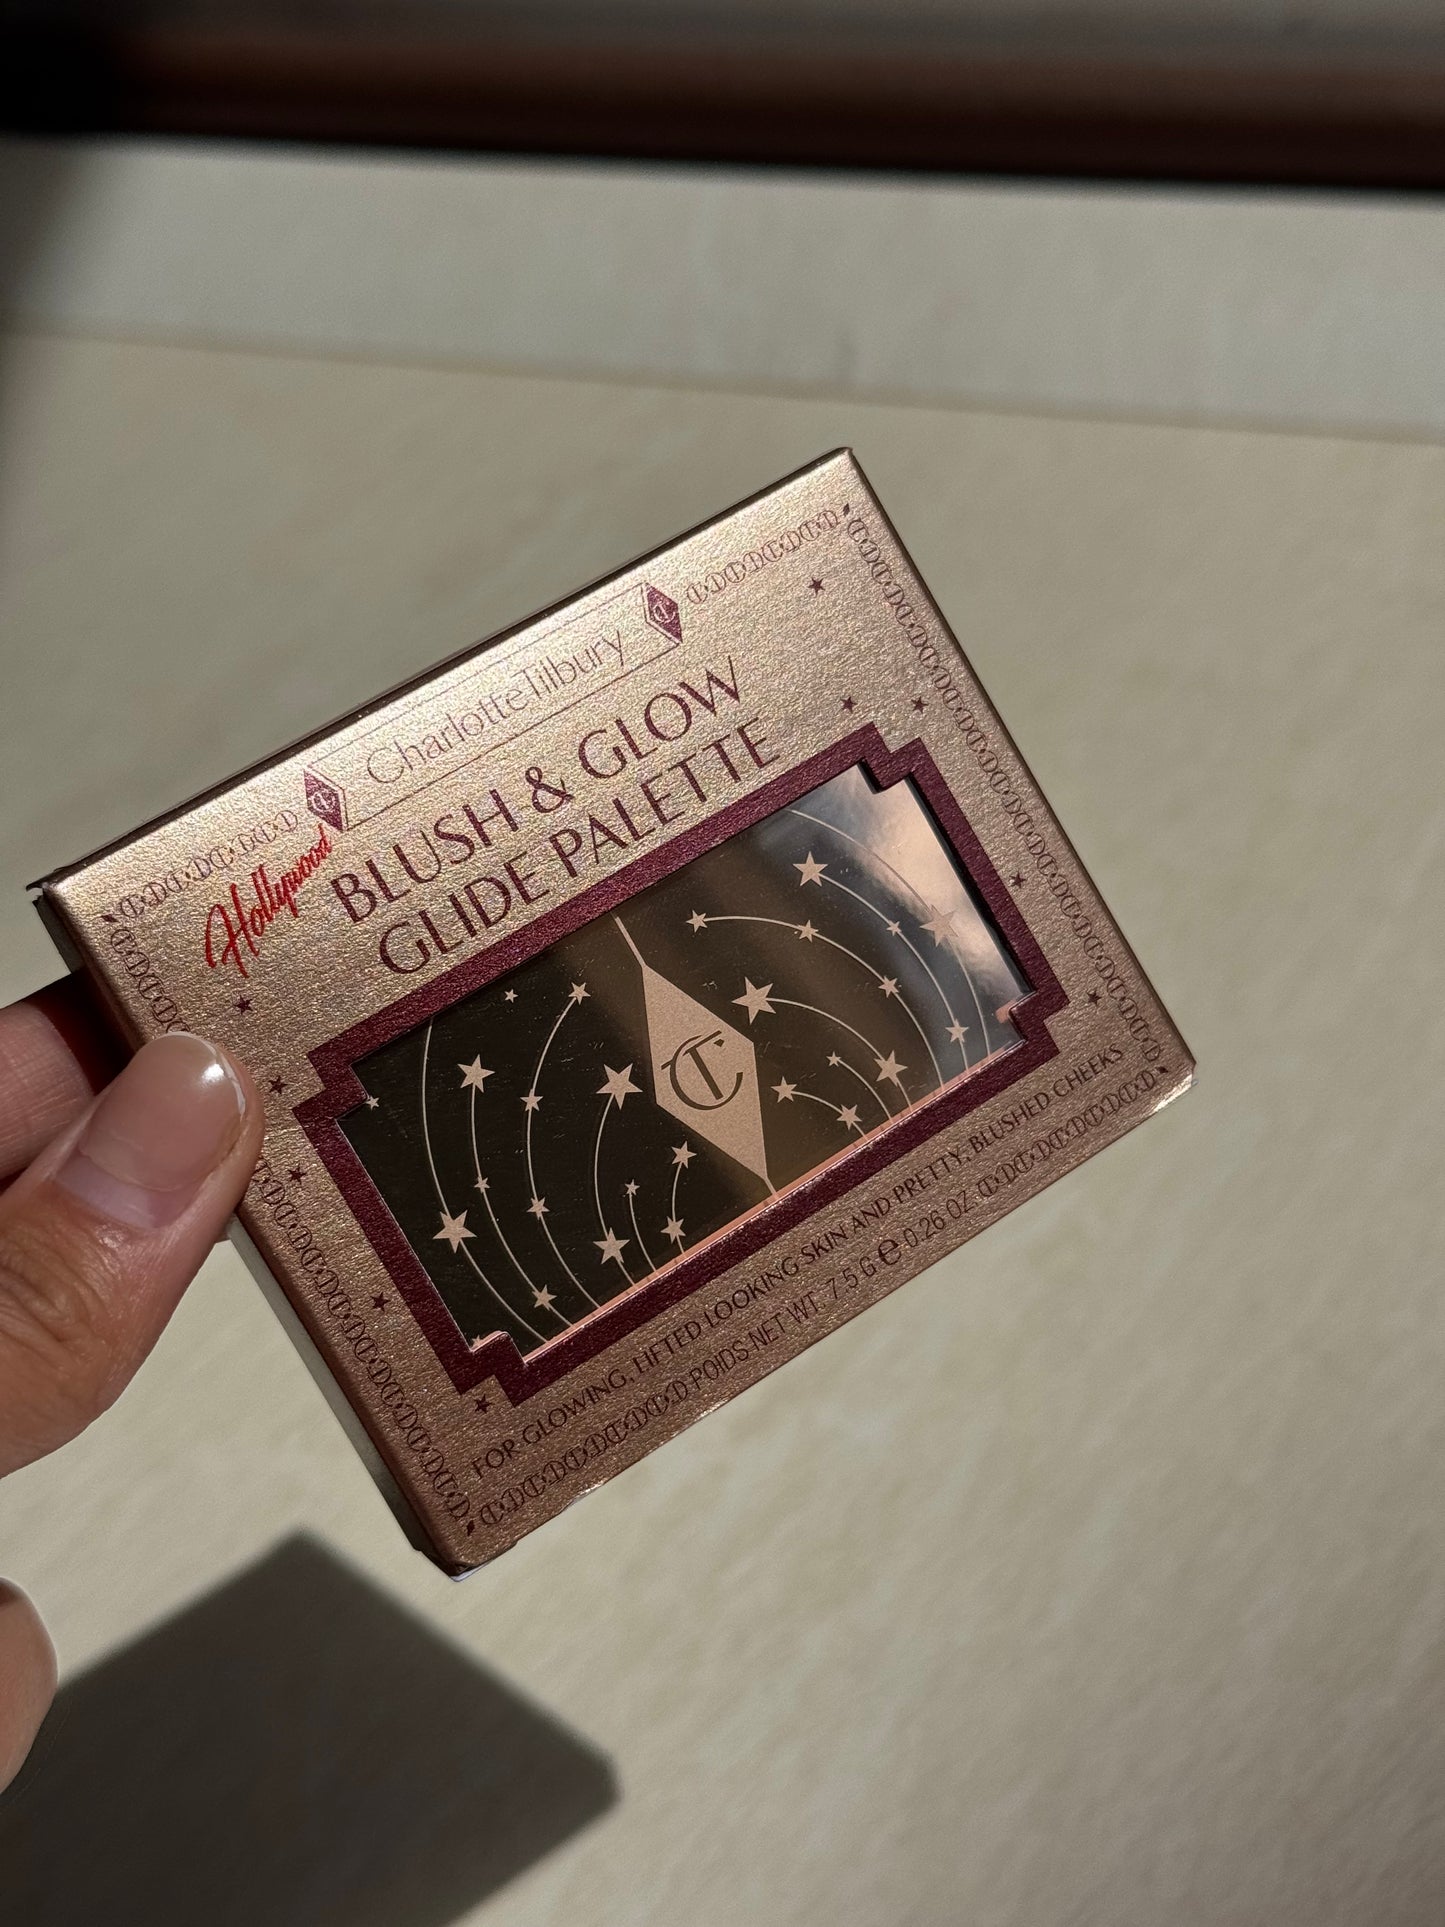 CharlotteTilbury
Hollywood
BLUSH & GLOW
GLIDE PALETTE
FOR GLOWING, LIFTED LOOKING SKIN AND PRETTY, BLUSHED CHEEKS
POIDS NET WT. 7.5 G ℮ 0.26 OZ